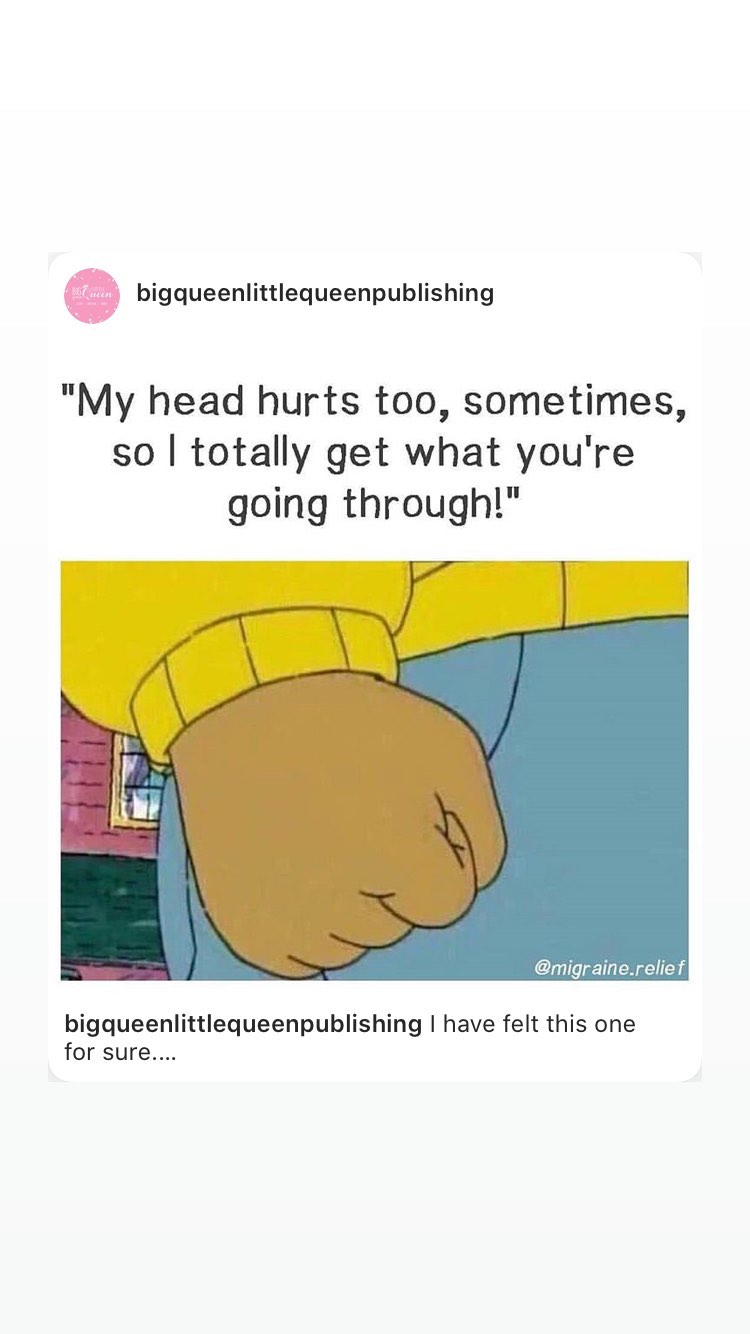 bigqueenlittlequeenpublishing
"My head hurts too, sometimes,
so I totally get what you're
going through!"
@migraine.relief
bigqueenlittlequeenpublishing I have felt this one
for sure....